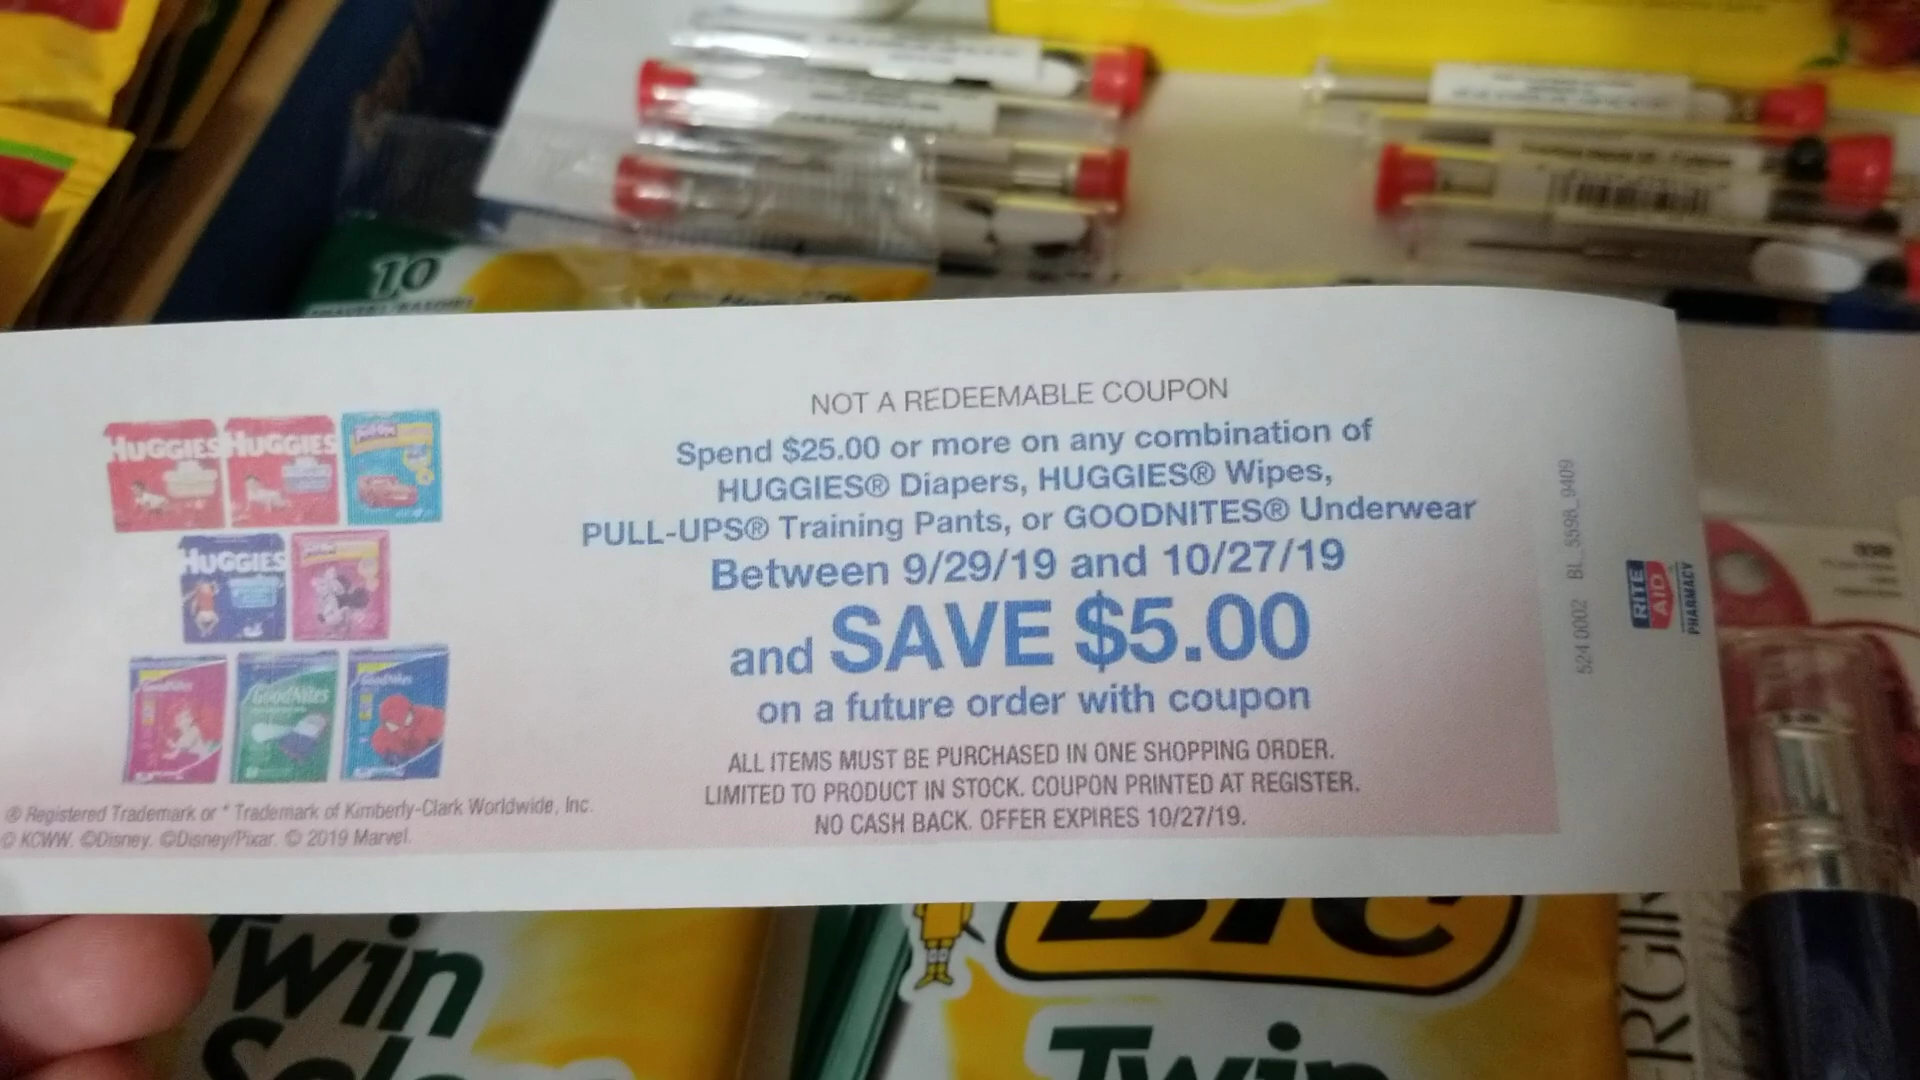 10
NOT A REDEEMABLE COUPON
Spend $25.00 or more on any combination of
HUGGIES® Diapers, HUGGIES® Wipes,
PULL-UPS® Training Pants, or GOODNITES® Underwear
Between 9/29/19 and 10/27/19
and SAVE $5.00
on a future order with coupon
ALL ITEMS MUST BE PURCHASED IN ONE SHOPPING ORDER.
LIMITED TO PRODUCT IN STOCK. COUPON PRINTED AT REGISTER.
NO CASH BACK. OFFER EXPIRES 10/27/19.
HUGGIES HUGGIES
HUGGIES
GoodNites GoodNites GoodNites
® Registered Trademark or * Trademark of Kimberly-Clark Worldwide, Inc.
© KCWW. ©Disney. ©Disney/Pixar. © 2019 Marvel.
524 0002 BL_5598_9409
RITE
AID
PHARMACY
Twin
BIC
Twin